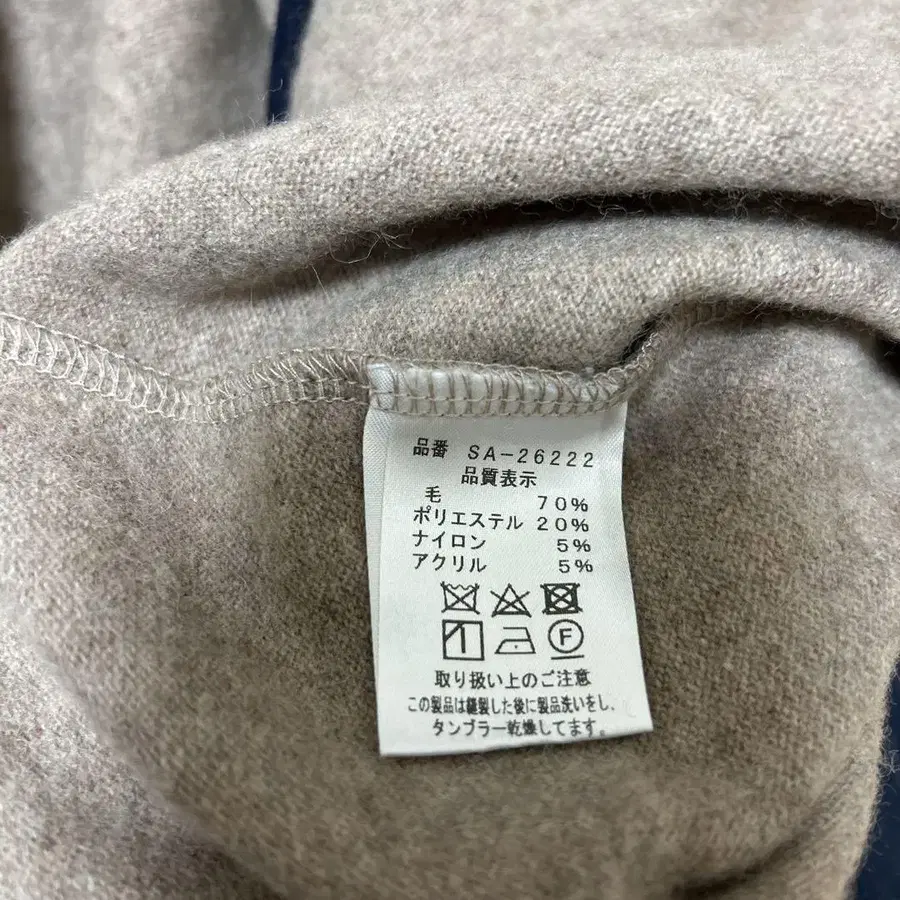 品番 SA-26222
品質表示
毛 70%
ポリエステル 20%
ナイロン 5%
アクリル 5%
F
取り扱い上のご注意
この製品は縫製した後に製品洗いをし、
タンブラー乾燥してます。